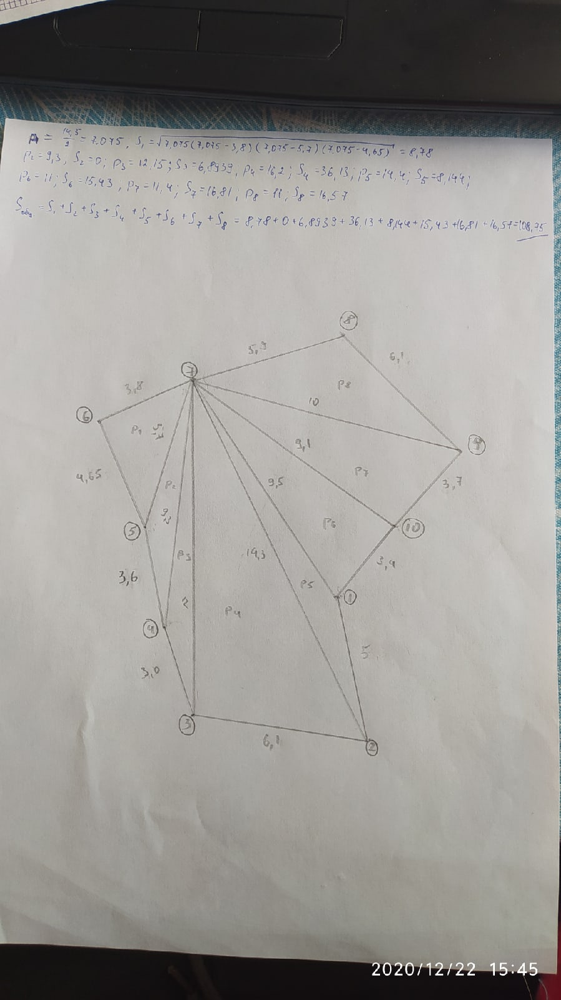 P₁ = 14,5/2 = 7.075; S₁ = √7,075(7,075-3,8)(7,075-5,7)(7,075-4,65) = 8,78
P₂=9,3, S₂=0; P₃=12,15; S₃=6,8939, P₄=16,2; S₄=36,13; P₅=14,4; S₅=8,144;
P₆=11; S₆=15,43, P₇=11,4; S₇=16,81; P₈=11; S₈=16,57
Sобщ.=S₁+S₂+S₃+S₄+S₅+S₆+S₇+S₈ = 8,78+0+6,8939+36,13+8,144+15,43+16,81+16,57=108,75
8
5,9
6,1
7
3,8
P8
10
6
P1
9
9,1
4,65
P7
3,7
9,5
P2
9,3
P6
5
10
P3
14,3
3,4
3,6
P5
1
P4
4
5
3,0
3
6,1
2
2020/12/22 15:45